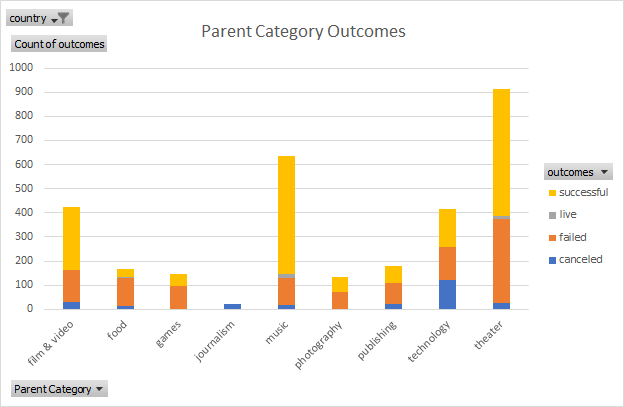 country
Parent Category Outcomes
Count of outcomes
1000
900
800
700
600
500
400
300
200
100
0
outcomes
successful
live
failed
canceled
film & video
food
games
journalism
music
photography
publishing
technology
theater
Parent Category